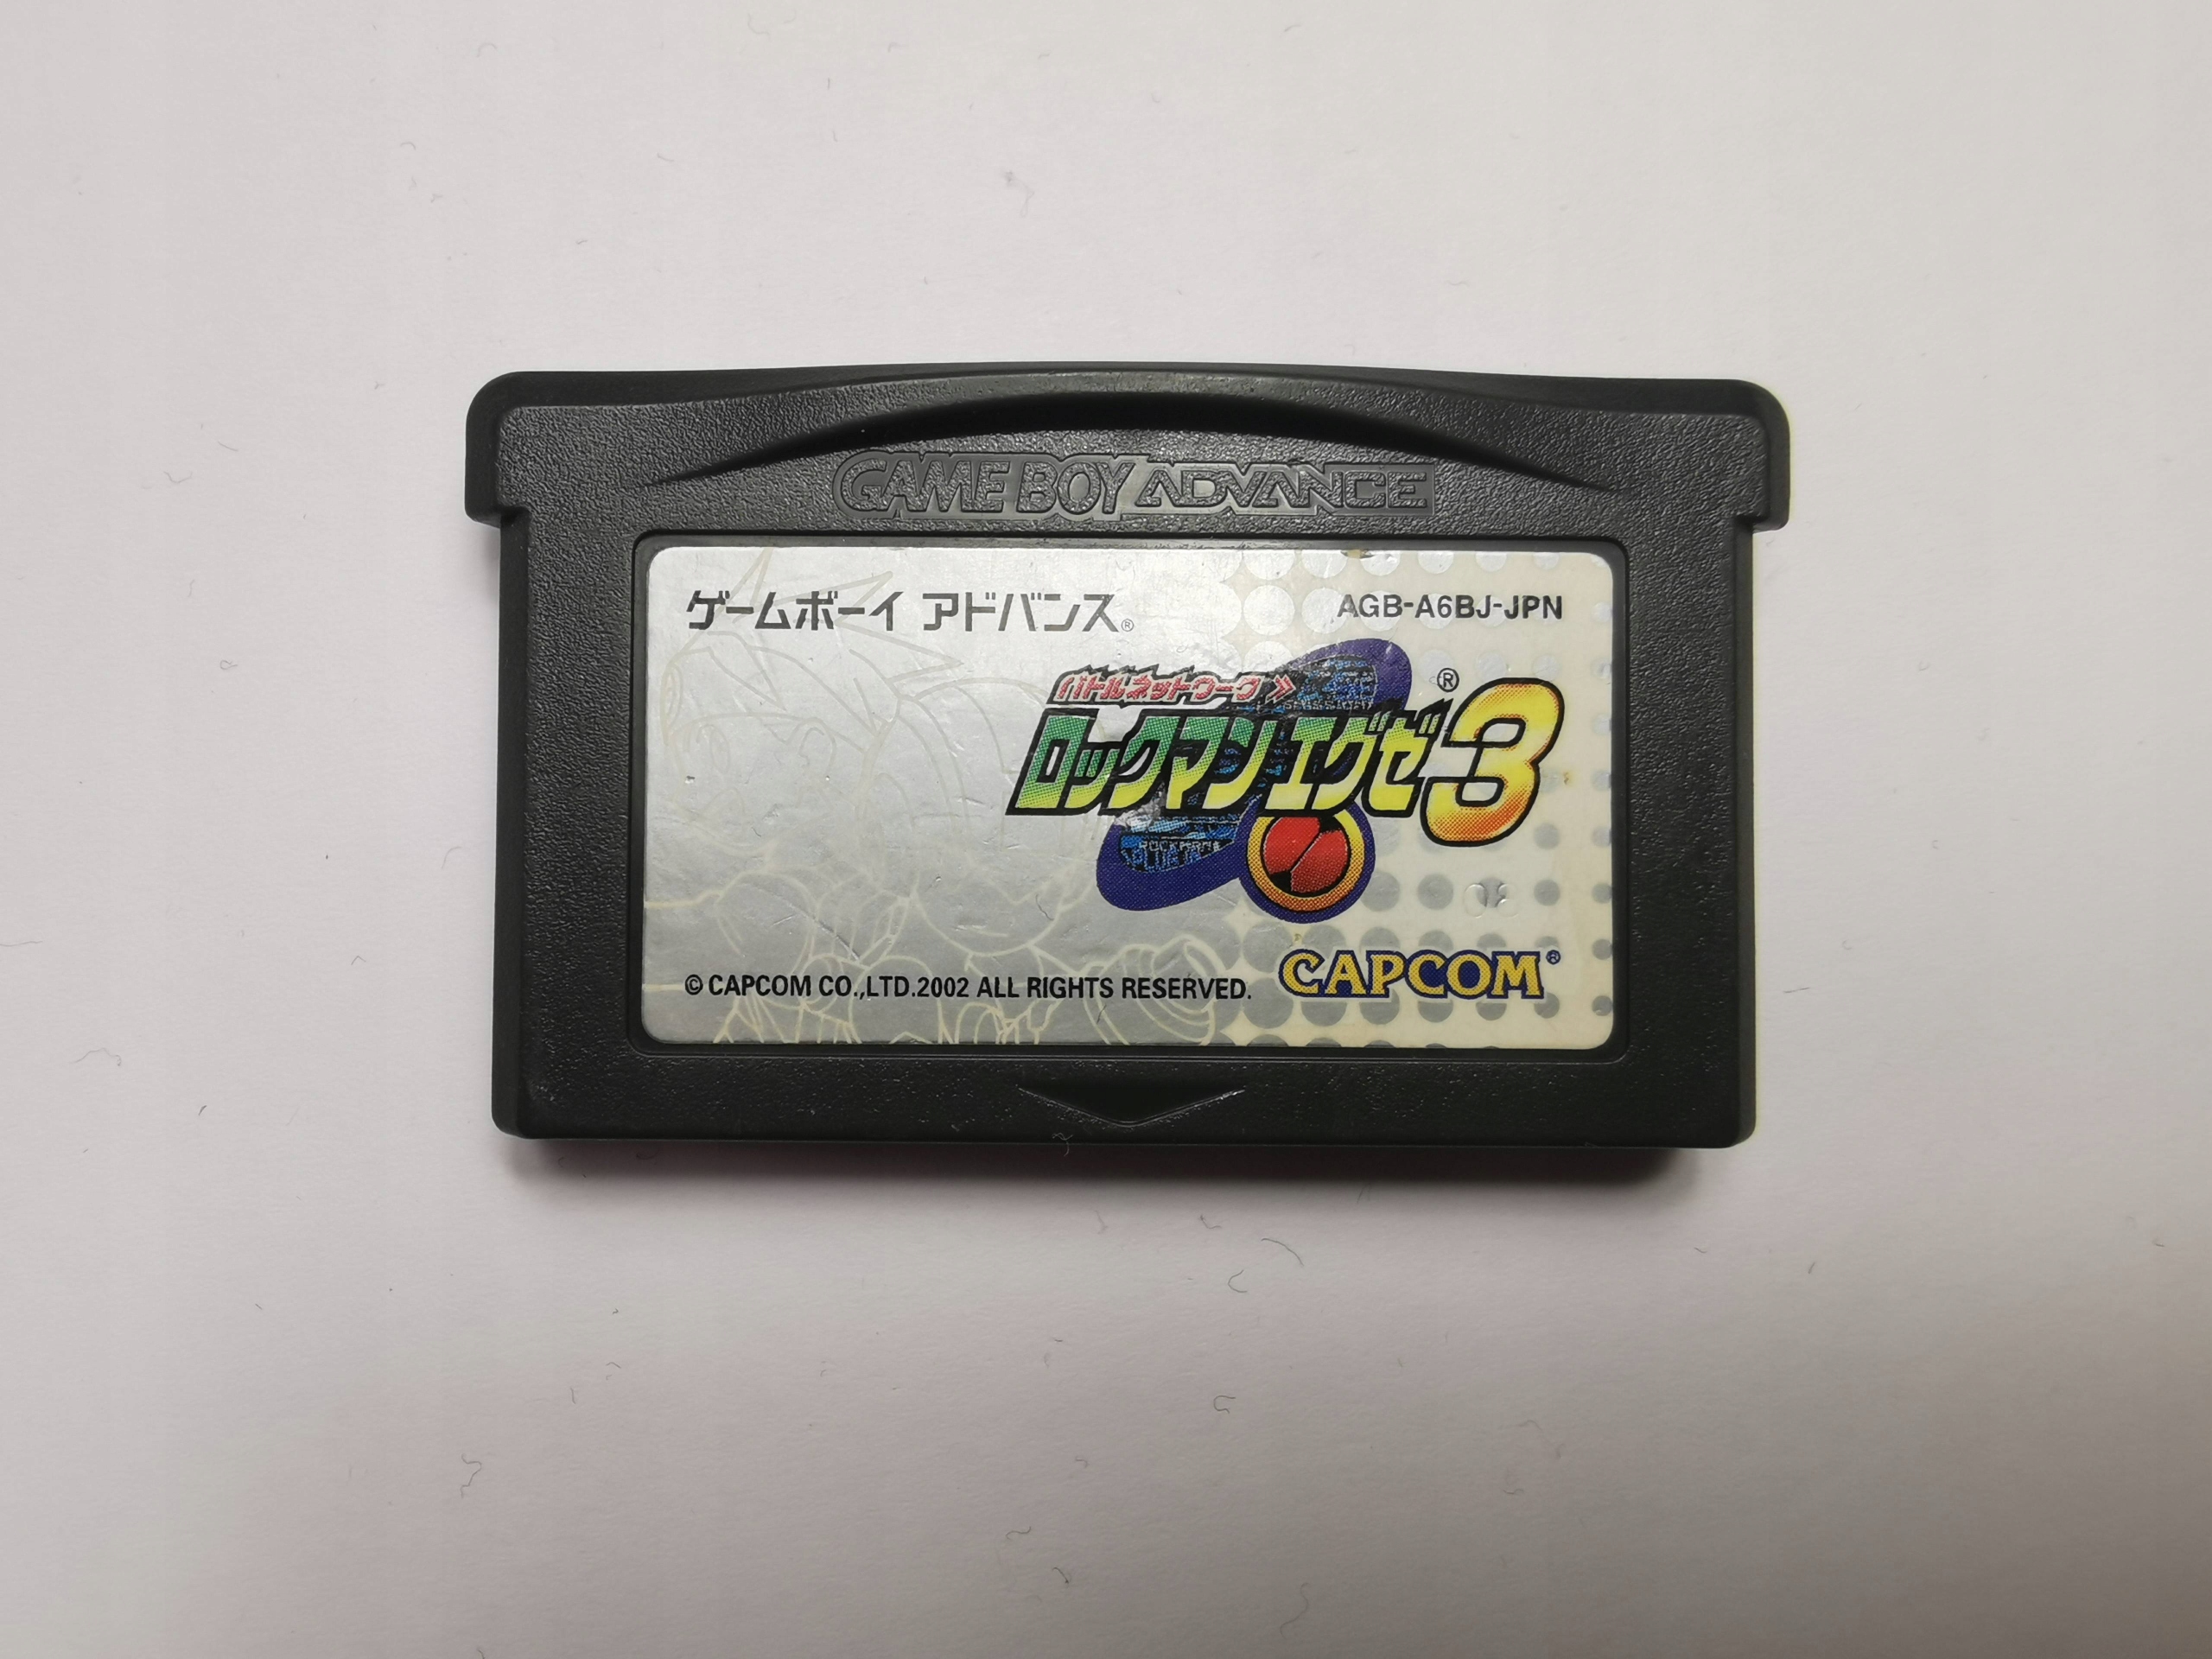 GAME BOY ADVANCE
ゲームボーイ アドバンス®
AGB-A6BJ-JPN
バトルネットワーク
ロックマンエグゼ3®
ROCKMAN
08
© CAPCOM CO.,LTD.2002 ALL RIGHTS RESERVED.
CAPCOM®